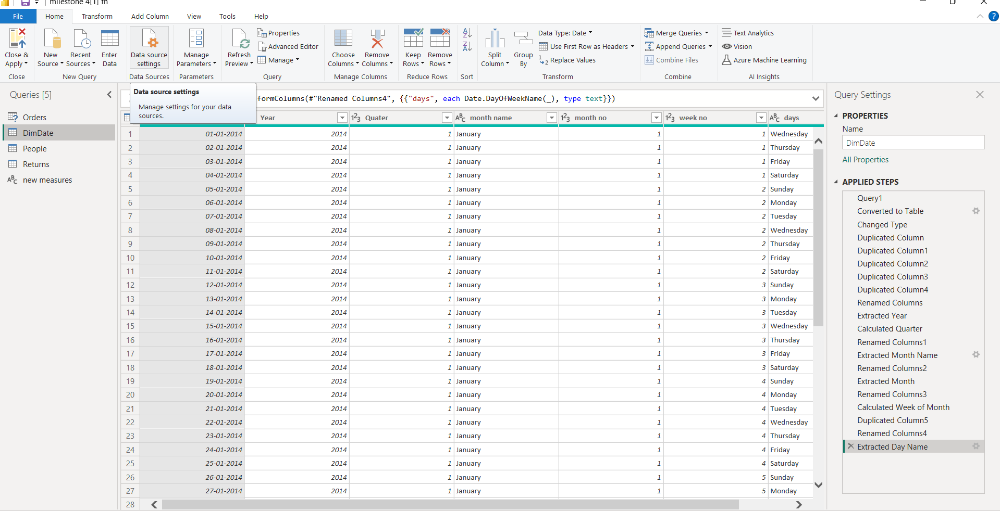 milestone 4[1] fn
File Home Transform Add Column View Tools Help
Close & Apply
New Source
Recent Sources
Enter Data
Data source settings
Manage Parameters
Refresh Preview
Properties
Advanced Editor
Manage
Choose Columns
Remove Columns
Keep Rows
Remove Rows
Split Column
Group By
Data Type: Date
Use First Row as Headers
1 2 Replace Values
Merge Queries
Append Queries
Combine Files
Text Analytics
Vision
Azure Machine Learning
Close New Query Data Sources Parameters Query Manage Columns Reduce Rows Sort Transform Combine AI Insights
Data source settings
Manage settings for your data
sources.
Queries [5]
Orders
DimDate
People
Returns
ABC new measures
formColumns(#"Renamed Columns4", {{"days", each Date.DayOfWeekName(_), type text}})
Year 123 Quater ABC month name 123 month no 123 week no ABC days
1 01-01-2014 2014 1 January 1 1 Wednesday
2 02-01-2014 2014 1 January 1 1 Thursday
3 03-01-2014 2014 1 January 1 1 Friday
4 04-01-2014 2014 1 January 1 1 Saturday
5 05-01-2014 2014 1 January 1 2 Sunday
6 06-01-2014 2014 1 January 1 2 Monday
7 07-01-2014 2014 1 January 1 2 Tuesday
8 08-01-2014 2014 1 January 1 2 Wednesday
9 09-01-2014 2014 1 January 1 2 Thursday
10 10-01-2014 2014 1 January 1 2 Friday
11 11-01-2014 2014 1 January 1 2 Saturday
12 12-01-2014 2014 1 January 1 3 Sunday
13 13-01-2014 2014 1 January 1 3 Monday
14 14-01-2014 2014 1 January 1 3 Tuesday
15 15-01-2014 2014 1 January 1 3 Wednesday
16 16-01-2014 2014 1 January 1 3 Thursday
17 17-01-2014 2014 1 January 1 3 Friday
18 18-01-2014 2014 1 January 1 3 Saturday
19 19-01-2014 2014 1 January 1 4 Sunday
20 20-01-2014 2014 1 January 1 4 Monday
21 21-01-2014 2014 1 January 1 4 Tuesday
22 22-01-2014 2014 1 January 1 4 Wednesday
23 23-01-2014 2014 1 January 1 4 Thursday
24 24-01-2014 2014 1 January 1 4 Friday
25 25-01-2014 2014 1 January 1 4 Saturday
26 26-01-2014 2014 1 January 1 5 Sunday
27 27-01-2014 2014 1 January 1 5 Monday
28
Query Settings
PROPERTIES
Name
DimDate
All Properties
APPLIED STEPS
Query1
Converted to Table
Changed Type
Duplicated Column
Duplicated Column1
Duplicated Column2
Duplicated Column3
Duplicated Column4
Renamed Columns
Extracted Year
Calculated Quarter
Renamed Columns1
Extracted Month Name
Renamed Columns2
Extracted Month
Renamed Columns3
Calculated Week of Month
Duplicated Column5
Renamed Columns4
Extracted Day Name